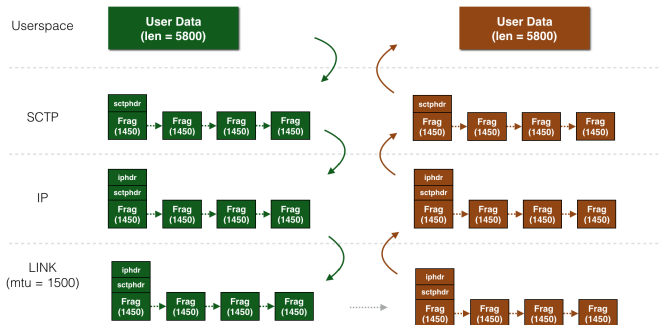 Userspace
User Data
(len = 5800)
User Data
(len = 5800)
SCTP
sctphdr
Frag
(1450)
Frag
(1450)
Frag
(1450)
Frag
(1450)
sctphdr
Frag
(1450)
Frag
(1450)
Frag
(1450)
Frag
(1450)
IP
iphdr
sctphdr
Frag
(1450)
Frag
(1450)
Frag
(1450)
Frag
(1450)
iphdr
sctphdr
Frag
(1450)
Frag
(1450)
Frag
(1450)
Frag
(1450)
LINK
(mtu = 1500)
iphdr
sctphdr
Frag
(1450)
Frag
(1450)
Frag
(1450)
Frag
(1450)
iphdr
sctphdr
Frag
(1450)
Frag
(1450)
Frag
(1450)
Frag
(1450)